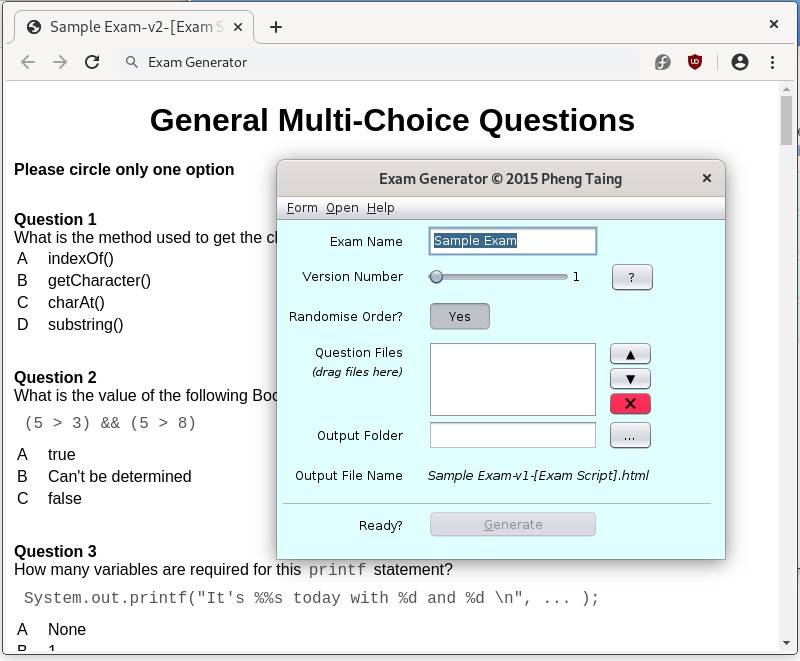 Sample Exam-v2-[Exam S
Exam Generator
General Multi-Choice Questions
Please circle only one option
Question 1
What is the method used to get the cl
A indexOf()
B getCharacter()
C charAt()
D substring()
Question 2
What is the value of the following Boo
(5 > 3) && (5 > 8)
A true
B Can't be determined
C false
Question 3
How many variables are required for this printf statement?
System.out.printf("It's %%s today with %d and %d \n", ... );
A None
B 1
Exam Generator © 2015 Pheng Taing
Form Open Help
Exam Name Sample Exam
Version Number 1 ?
Randomise Order? Yes
Question Files
(drag files here)
Output Folder ...
Output File Name Sample Exam-v1-[Exam Script].html
Ready? Generate